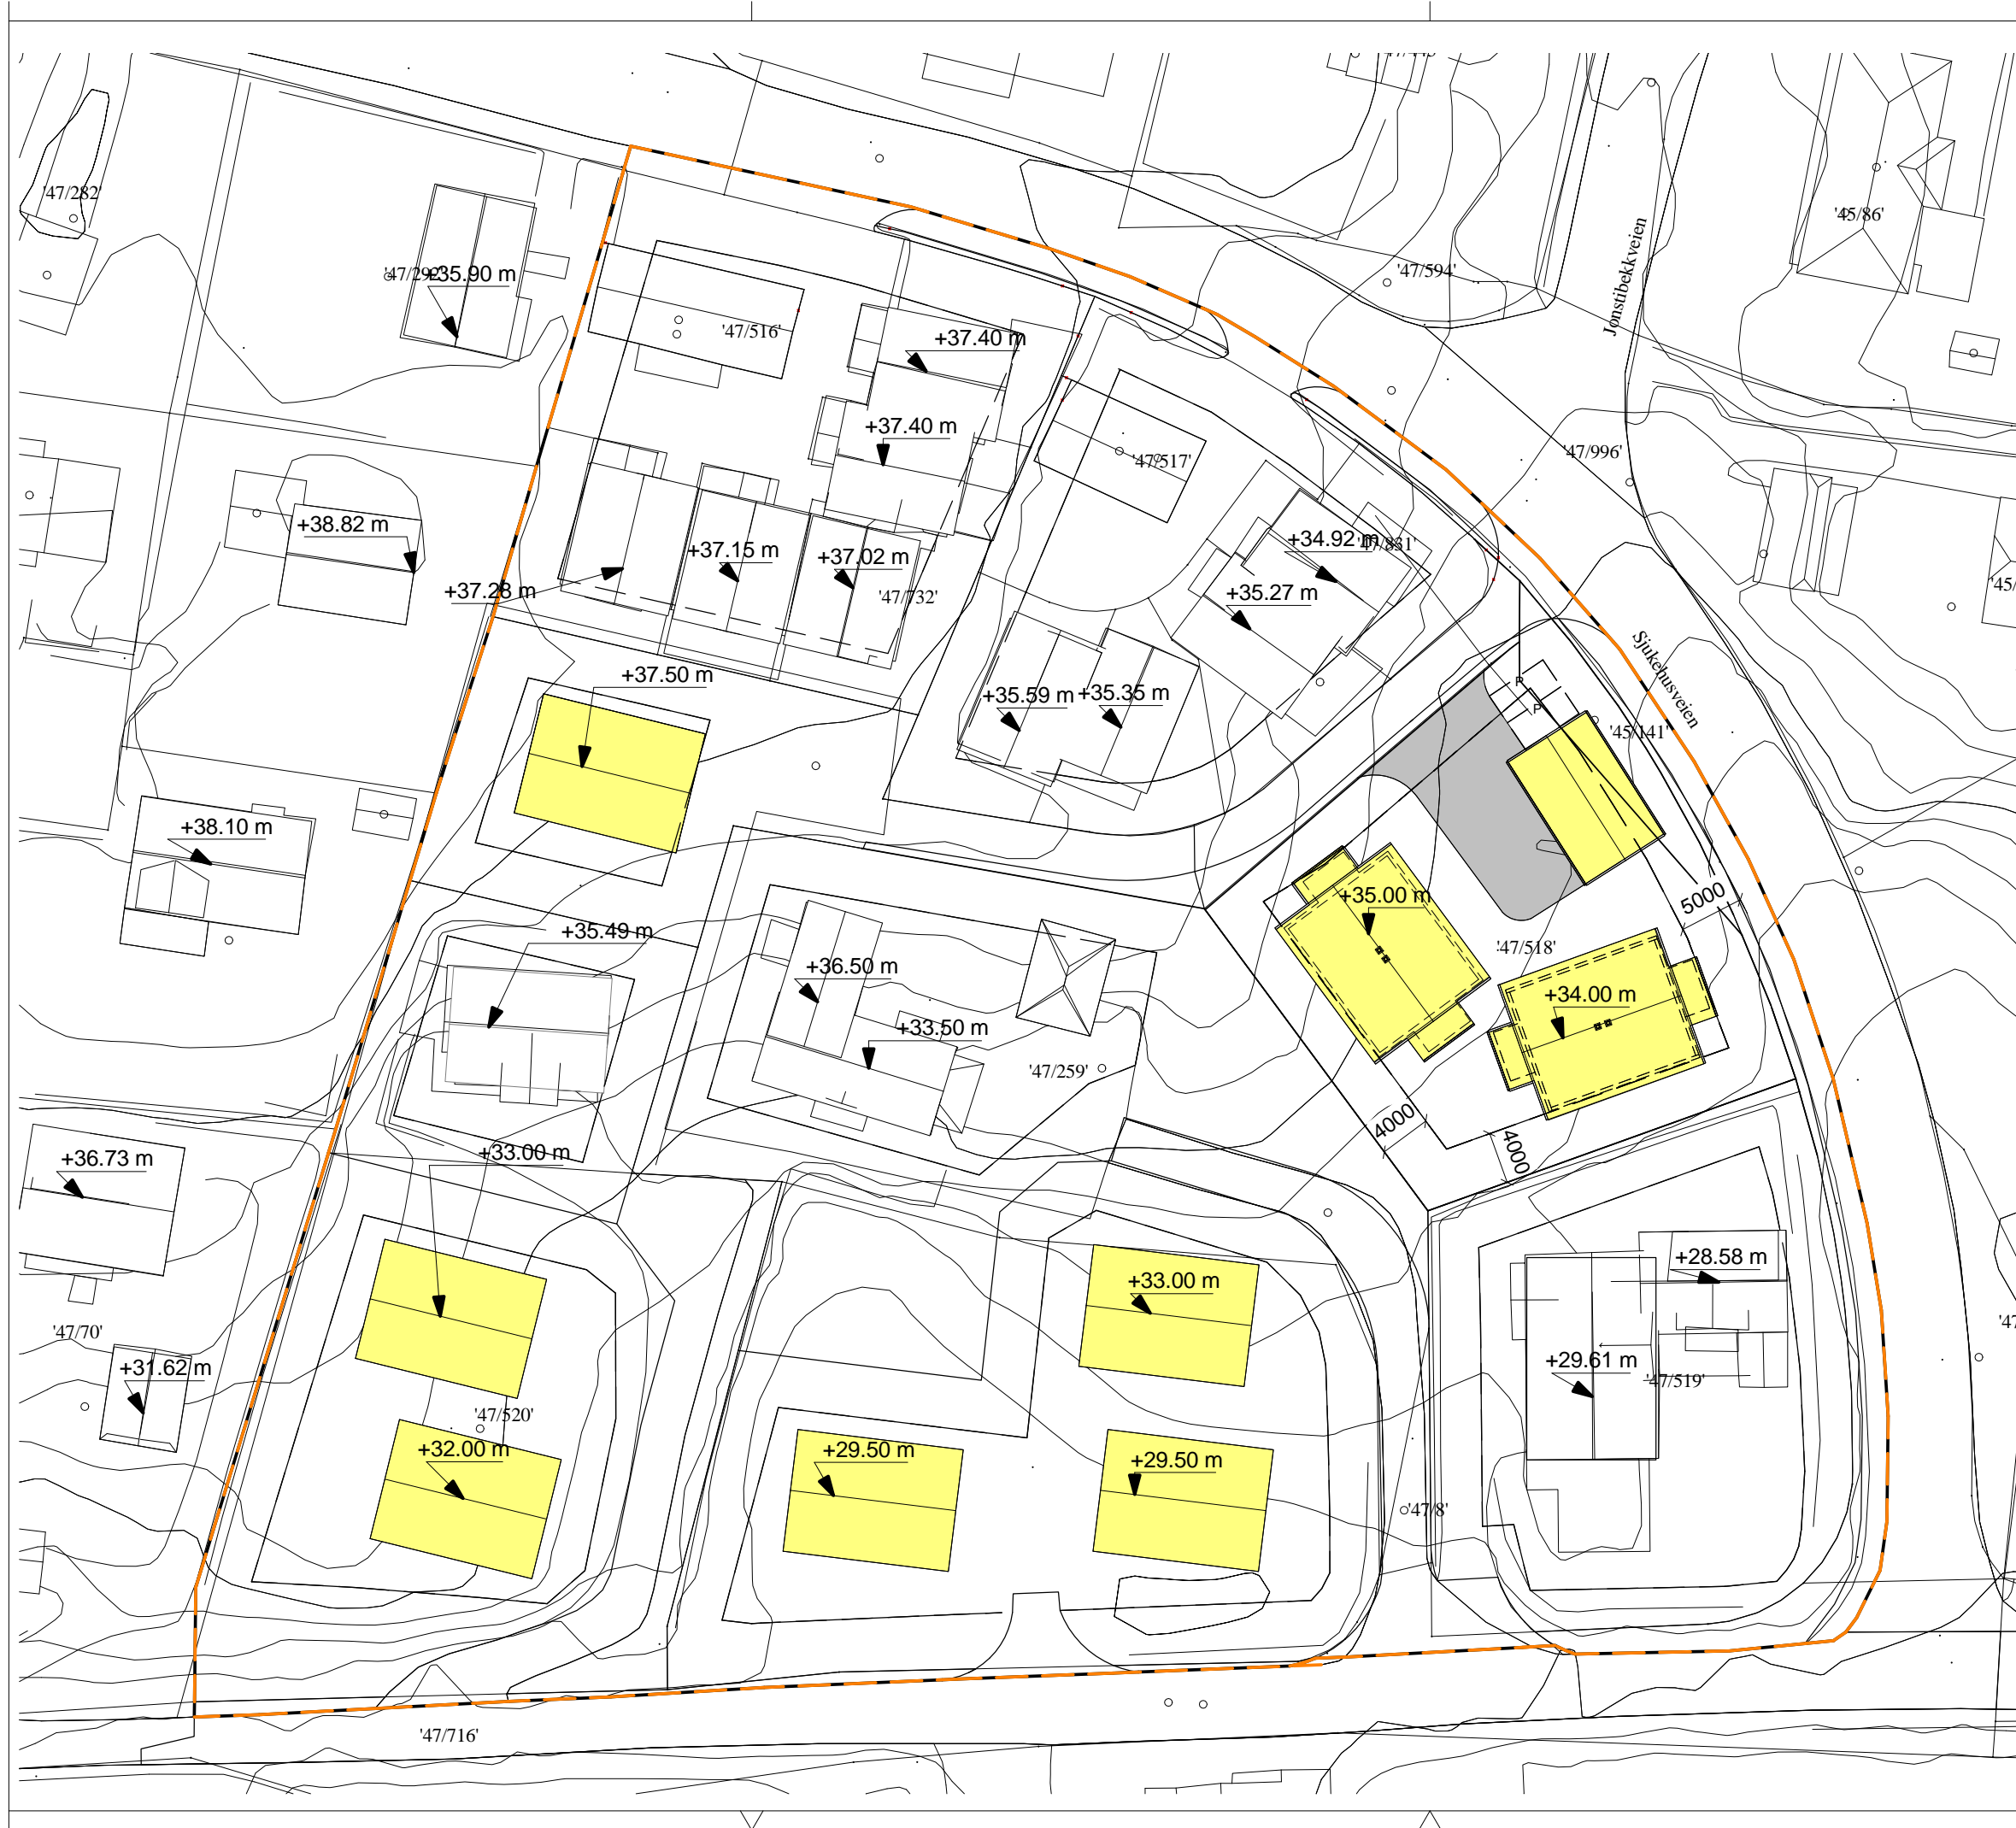 '47/282'
'45/86'
'47/594'
+35.90 m
Jonstibekkveien
'47/516'
+37.40 m
+37.40 m
'47/996'
'47/517'
+38.82 m
+34.92 m
'47/831'
+37.15 m
+37.02 m
+37.28 m
'47/732'
+35.27 m
Sjukehusveien
+37.50 m
+35.59 m
+35.35 m
P
P
'45/141'
+38.10 m
+35.00 m
5000
+35.49 m
'47/518'
+36.50 m
+34.00 m
+33.50 m
'47/259'
4000
4000
+36.73 m
+33.00 m
+28.58 m
+33.00 m
'47/70'
+31.62 m
+29.61 m
'47/519'
'47/520'
+32.00 m
+29.50 m
+29.50 m
'47/8'
'47/716'